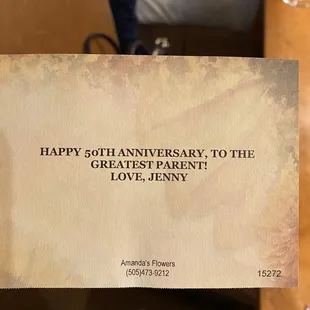 HAPPY 50TH ANNIVERSARY, TO THE
GREATEST PARENT!
LOVE, JENNY
Amanda's Flowers
(505)473-9212
15272